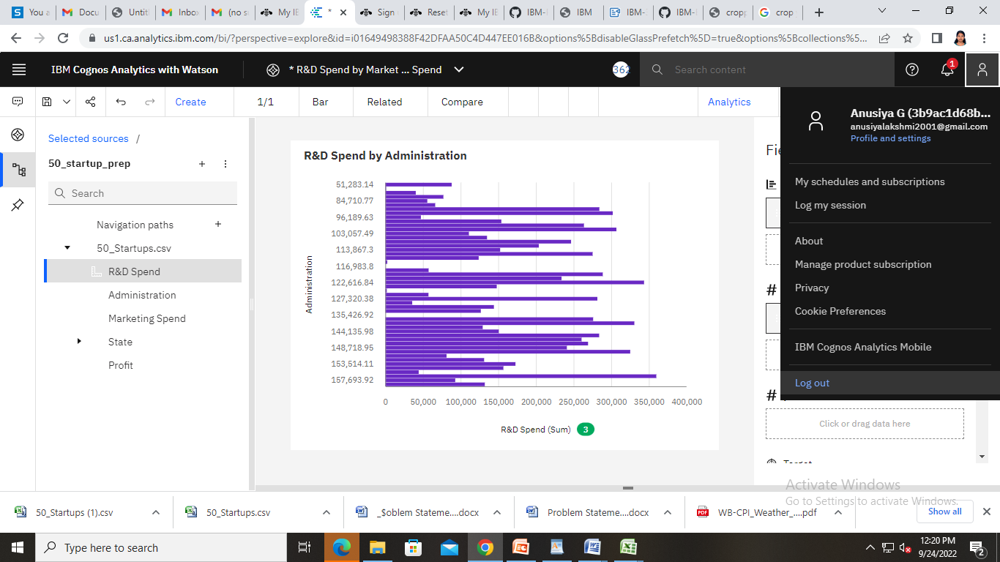 You a
Docu
Untitl
Inbox
(no s
My IB
*
Sign
Reset
My IB
IBM-
IBM
IBM-
IBM-
crop
G crop
us1.ca.analytics.ibm.com/bi/?perspective=explore&id=i01649498388F42DFAA50C4D447EE016B&options%5BdisableGlassPrefetch%5D=true&options%5Bcollections%5...
IBM Cognos Analytics with Watson
* R&D Spend by Market ... Spend
362
Search content
1
Create
1/1
Bar
Related
Compare
Analytics
Fie
Anusiya G (3b9ac1d68b...
anusiyalakshmi2001@gmail.com
Profile and settings
My schedules and subscriptions
Log my session
About
Manage product subscription
Privacy
Cookie Preferences
IBM Cognos Analytics Mobile
Log out
Selected sources /
50_startup_prep
Search
Navigation paths
50_Startups.csv
R&D Spend
Administration
Marketing Spend
State
Profit
R&D Spend by Administration
Administration
51,283.14
84,710.77
96,189.63
103,057.49
113,867.3
116,983.8
122,616.84
127,320.38
135,426.92
144,135.98
148,718.95
153,514.11
157,693.92
0 50,000 100,000 150,000 200,000 250,000 300,000 350,000 400,000
R&D Spend (Sum) 3
#
#
Click or drag data here
Target
Activate Windows
Go to Settings to activate Windows.
50_Startups (1).csv
50_Startups.csv
_$oblem Stateme....docx
Problem Stateme....docx
WB-CPI_Weather_....pdf
Show all
Type here to search
12:20 PM
9/24/2022
2